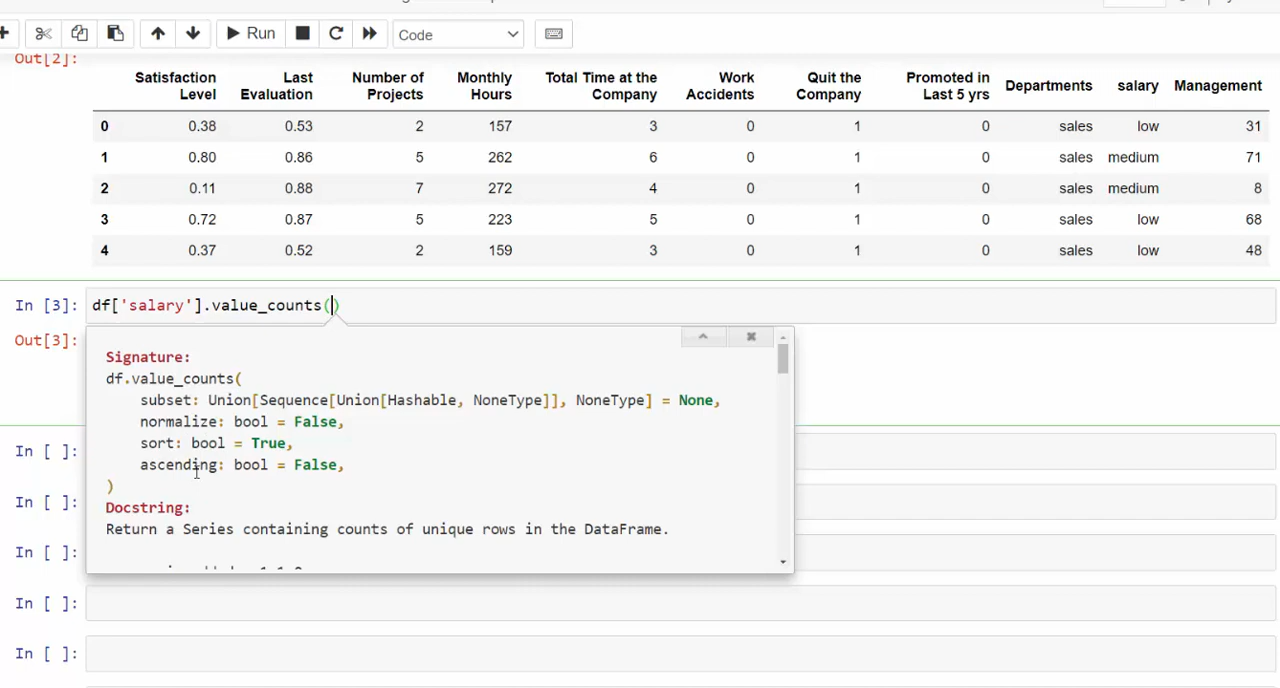 Run
Code
Out[2]:
Satisfaction Level Last Evaluation Number of Projects Monthly Hours Total Time at the Company Work Accidents Quit the Company Promoted in Last 5 yrs Departments salary Management
0 0.38 0.53 2 157 3 0 1 0 sales low 31
1 0.80 0.86 5 262 6 0 1 0 sales medium 71
2 0.11 0.88 7 272 4 0 1 0 sales medium 8
3 0.72 0.87 5 223 5 0 1 0 sales low 68
4 0.37 0.52 2 159 3 0 1 0 sales low 48
In [3]: df['salary'].value_counts()
Out[3]:
Signature:
df.value_counts(
subset: Union[Sequence[Union[Hashable, NoneType]], NoneType] = None,
normalize: bool = False,
sort: bool = True,
ascending: bool = False,
)
Docstring:
Return a Series containing counts of unique rows in the DataFrame.
In [ ]:
In [ ]:
In [ ]:
In [ ]:
In [ ]: